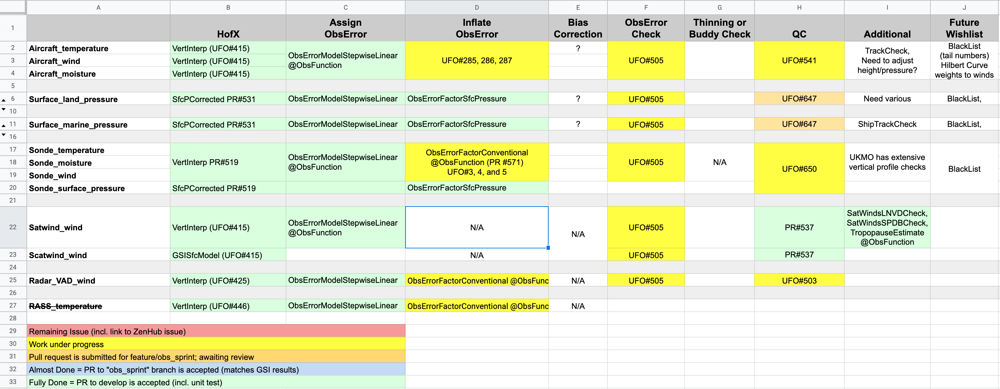 A B C D E F G H I J
1 HofX Assign ObsError Inflate ObsError Bias Correction ObsError Check Thinning or Buddy Check QC Additional Future Wishlist
2 Aircraft_temperature VertInterp (UFO#415) ?
3 Aircraft_wind VertInterp (UFO#415)
4 Aircraft_moisture VertInterp (UFO#415)
ObsErrorModelStepwiseLinear
@ObsFunction
UFO#285, 286, 287
UFO#505
UFO#541
TrackCheck,
Need to adjust
height/pressure?
BlackList
(tail numbers)
Hilbert Curve
weights to winds
5
6 Surface_land_pressure SfcPCorrected PR#531 ObsErrorModelStepwiseLinear ObsErrorFactorSfcPressure ? UFO#505 UFO#647 Need various BlackList,
10
11 Surface_marine_pressure SfcPCorrected PR#531 ObsErrorModelStepwiseLinear ObsErrorFactorSfcPressure ? UFO#505 UFO#647 ShipTrackCheck BlackList,
16
17 Sonde_temperature
18 Sonde_moisture
19 Sonde_wind
VertInterp PR#519
ObsErrorModelStepwiseLinear
@ObsFunction
ObsErrorFactorConventional
@ObsFunction (PR #571)
UFO#3, 4, and 5
UFO#505
N/A
UFO#650
UKMO has extensive
vertical profile checks
BlackList
20 Sonde_surface_pressure SfcPCorrected PR#519 ObsErrorFactorSfcPressure
21
22 Satwind_wind VertInterp (UFO#415)
ObsErrorModelStepwiseLinear
@ObsFunction
N/A
N/A
UFO#505
PR#537
SatWindsLNVDCheck,
SatWindsSPDBCheck,
TropopauseEstimate
@ObsFunction
23 Scatwind_wind GSISfcModel (UFO#415) N/A UFO#505 PR#537
24
25 Radar_VAD_wind VertInterp (UFO#425) ObsErrorModelStepwiseLinear ObsErrorFactorConventional @ObsFunc N/A UFO#505 UFO#503
26
27 RASS_temperature VertInterp (UFO#446) ObsErrorModelStepwiseLinear ObsErrorFactorConventional @ObsFunc N/A
28
29 Remaining Issue (incl. link to ZenHub issue)
30 Work under progress
31 Pull request is submitted for feature/obs_sprint; awaiting review
32 Almost Done = PR to "obs_sprint" branch is accepted (matches GSI results)
33 Fully Done = PR to develop is accepted (incl. unit test)